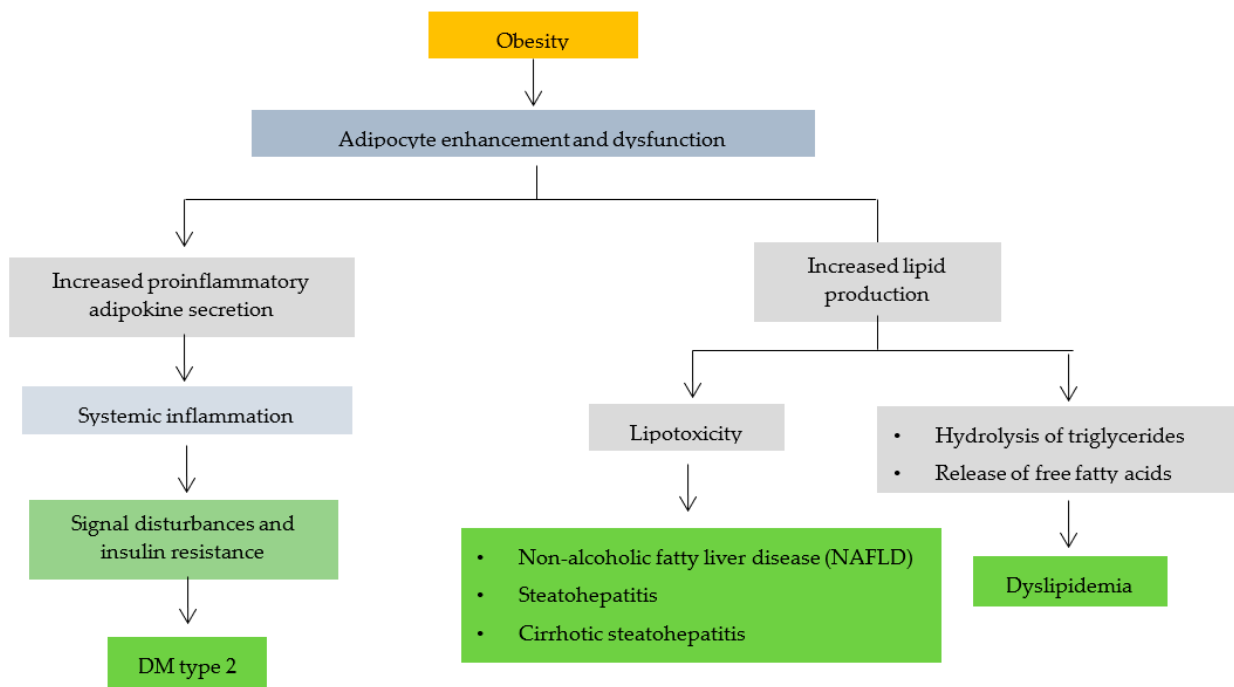 Obesity
Adipocyte enhancement and dysfunction
Increased proinflammatory
adipokine secretion
Systemic inflammation
Signal disturbances and
insulin resistance
DM type 2
Increased lipid
production
Lipotoxicity
• Non-alcoholic fatty liver disease (NAFLD)
• Steatohepatitis
• Cirrhotic steatohepatitis
• Hydrolysis of triglycerides
• Release of free fatty acids
Dyslipidemia